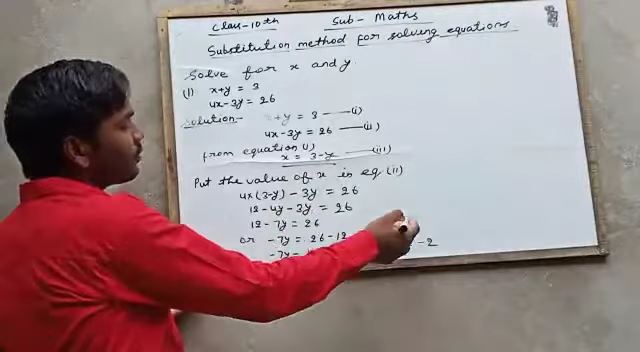 Class-10th Sub- Maths
Substitution method for solving equations
Solve for x and y
(1) x+y = 3
4x-3y = 26
Solution- x+y = 3 —(i)
4x-3y = 26 —(ii)
from equation (i)
x = 3-y —(iii)
Put the value of x in eq (ii)
4x(3-y) - 3y = 26
12 - 4y - 3y = 26
12 - 7y = 26
or -7y = 26-12
-2
-7y =